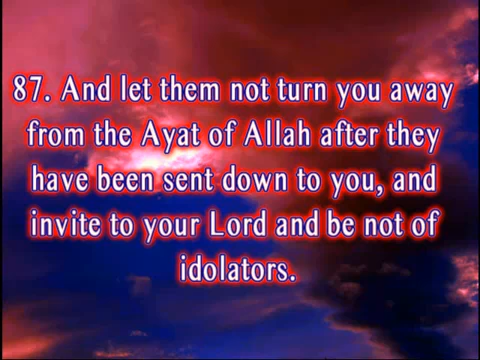 87. And let them not turn you away
from the Ayat of Allah after they
have been sent down to you, and
invite to your Lord and be not of
idolators.